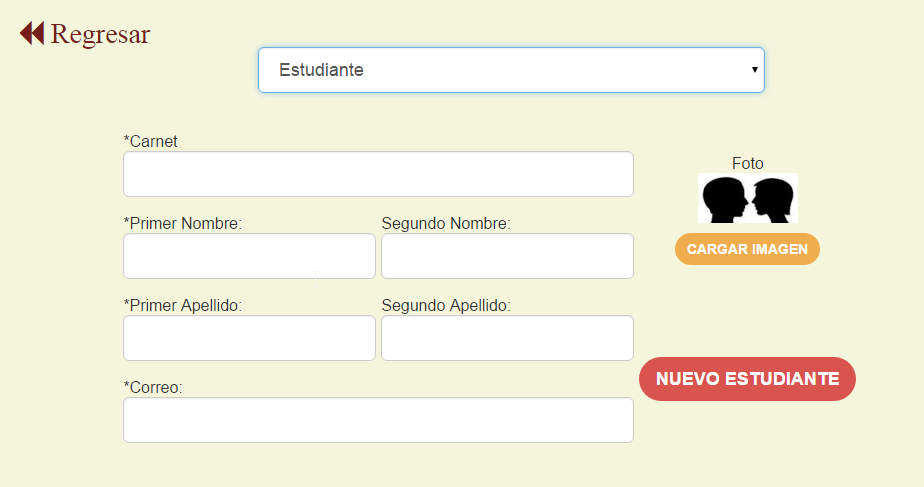 Regresar
Estudiante
*Carnet
Foto
*Primer Nombre: Segundo Nombre:
CARGAR IMAGEN
*Primer Apellido: Segundo Apellido:
NUEVO ESTUDIANTE
*Correo: